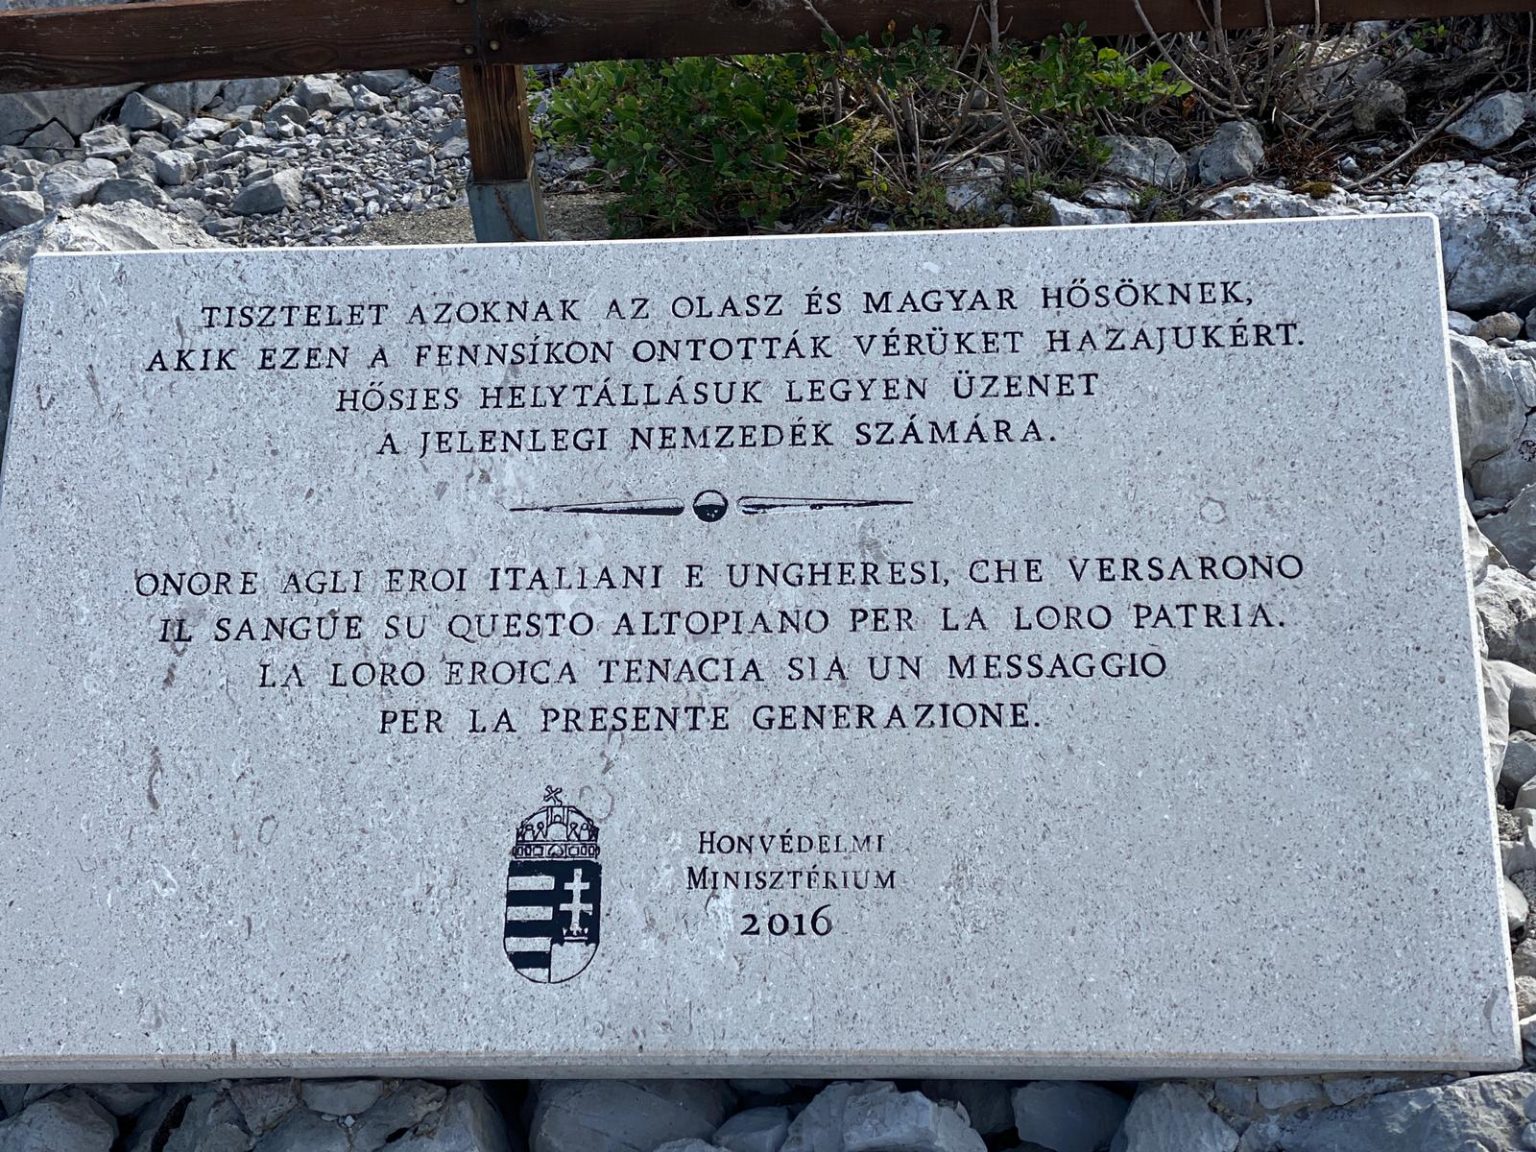 TISZTELET AZOKNAK AZ OLASZ ÉS MAGYAR HŐSÖKNEK,
AKIK EZEN A FENNSÍKON ONTOTTÁK VÉRÜKET HAZAJUKÉRT.
HŐSIES HELYTÁLLÁSUK LEGYEN ÜZENET
A JELENLEGI NEMZEDÉK SZÁMÁRA.
ONORE AGLI EROI ITALIANI E UNGHERESI, CHE VERSARONO
IL SANGUE SU QUESTO ALTOPIANO PER LA LORO PATRIA.
LA LORO EROICA TENACIA SIA UN MESSAGGIO
PER LA PRESENTE GENERAZIONE.
HONVÉDELMI
MINISZTÉRIUM
2016